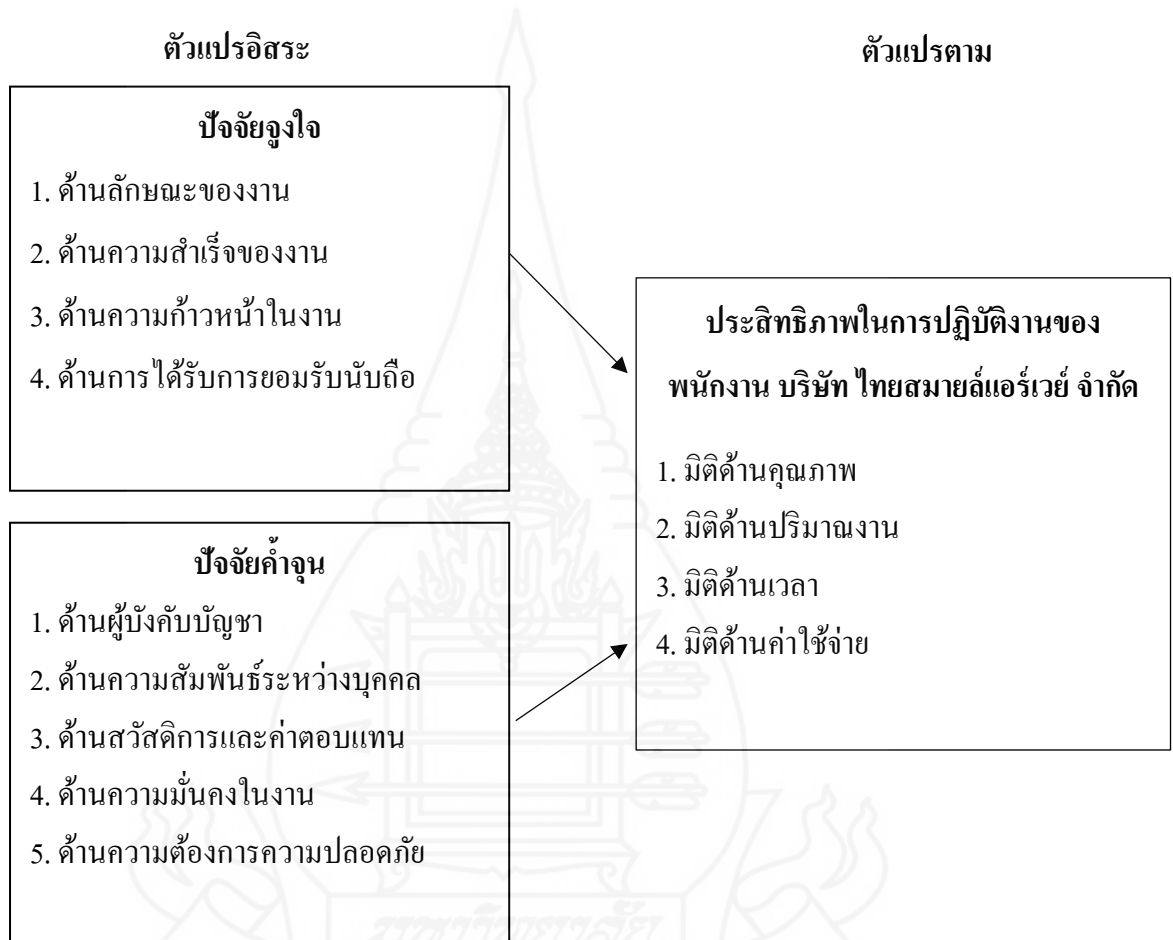 ตัวแปรอิสระ
ตัวแปรตาม
ปัจจัยจูงใจ
1. ด้านลักษณะของงาน
2. ด้านความสำเร็จของงาน
3. ด้านความก้าวหน้าในงาน
4. ด้านการได้รับการยอมรับนับถือ
ปัจจัยค้ำจุน
1. ด้านผู้บังคับบัญชา
2. ด้านความสัมพันธ์ระหว่างบุคคล
3. ด้านสวัสดิการและค่าตอบแทน
4. ด้านความมั่นคงในงาน
5. ด้านความต้องการความปลอดภัย
ประสิทธิภาพในการปฏิบัติงานของ
พนักงาน บริษัท ไทยสมายล์แอร์เวย์ จำกัด
1. มิติด้านคุณภาพ
2. มิติด้านปริมาณงาน
3. มิติด้านเวลา
4. มิติด้านค่าใช้จ่าย